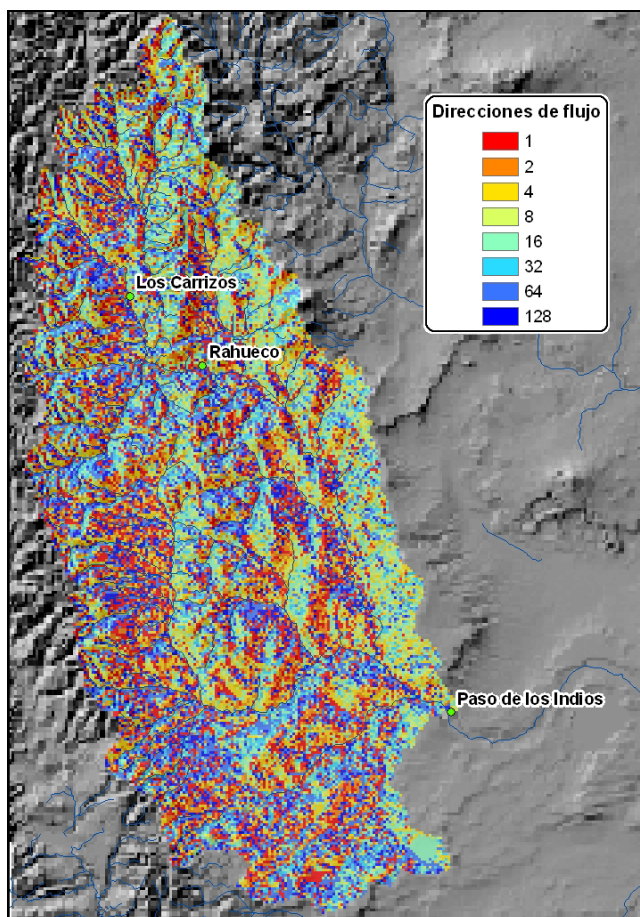 Direcciones de flujo
1
2
4
8
16
32
64
128
Los Carrizos
Rahueco
Paso de los Indios